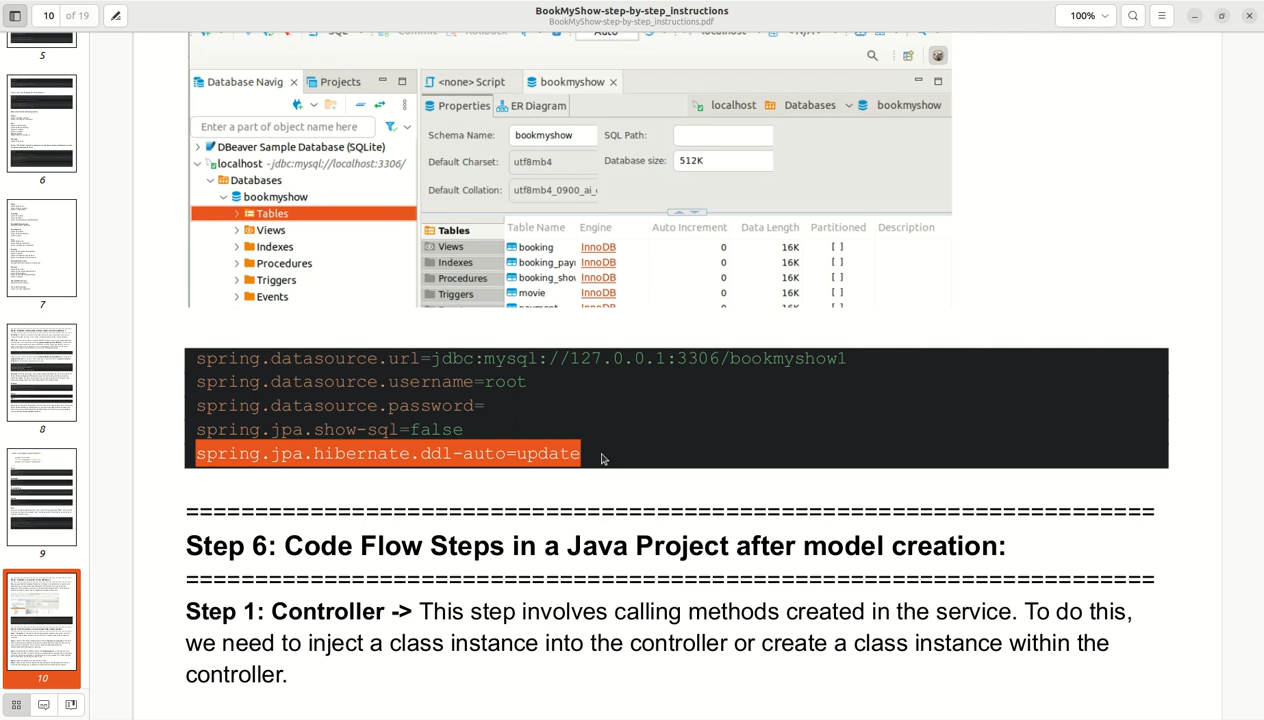 10 of 19
BookMyShow-step-by-step_instructions
BookMyShow-step-by-step_instructions.pdf
100%
5
6
7
8
9
10
Auto
localhost
Database Navig
Projects
Enter a part of object name here
DBeaver Sample Database (SQLite)
localhost - jdbc:mysql://localhost:3306/
Databases
bookmyshow
Tables
Views
Indexes
Procedures
Triggers
Events
<none> Script
bookmyshow
Properties
ER Diagram
localhost
Databases
bookmyshow
Schema Name: bookmyshow
SQL Path:
Default Charset: utf8mb4
Database size: 512K
Default Collation: utf8mb4_0900_ai_
Tables
Views
Indexes
Procedures
Triggers
Table Name Engine Auto Increment Data Length Partitioned Description
booking InnoDB 0 16K [ ]
booking_pay InnoDB 0 16K [ ]
booking_sho InnoDB 0 16K [ ]
movie InnoDB 0 16K [ ]
spring.datasource.url=jdbc:mysql://127.0.0.1:3306/bookmyshow1
spring.datasource.username=root
spring.datasource.password=
spring.jpa.show-sql=false
spring.jpa.hibernate.ddl-auto=update
Step 6: Code Flow Steps in a Java Project after model creation:
Step 1: Controller -> This step involves calling methods created in the service. To do this,
we need to inject a class instance into the controller or create a class instance within the
controller.